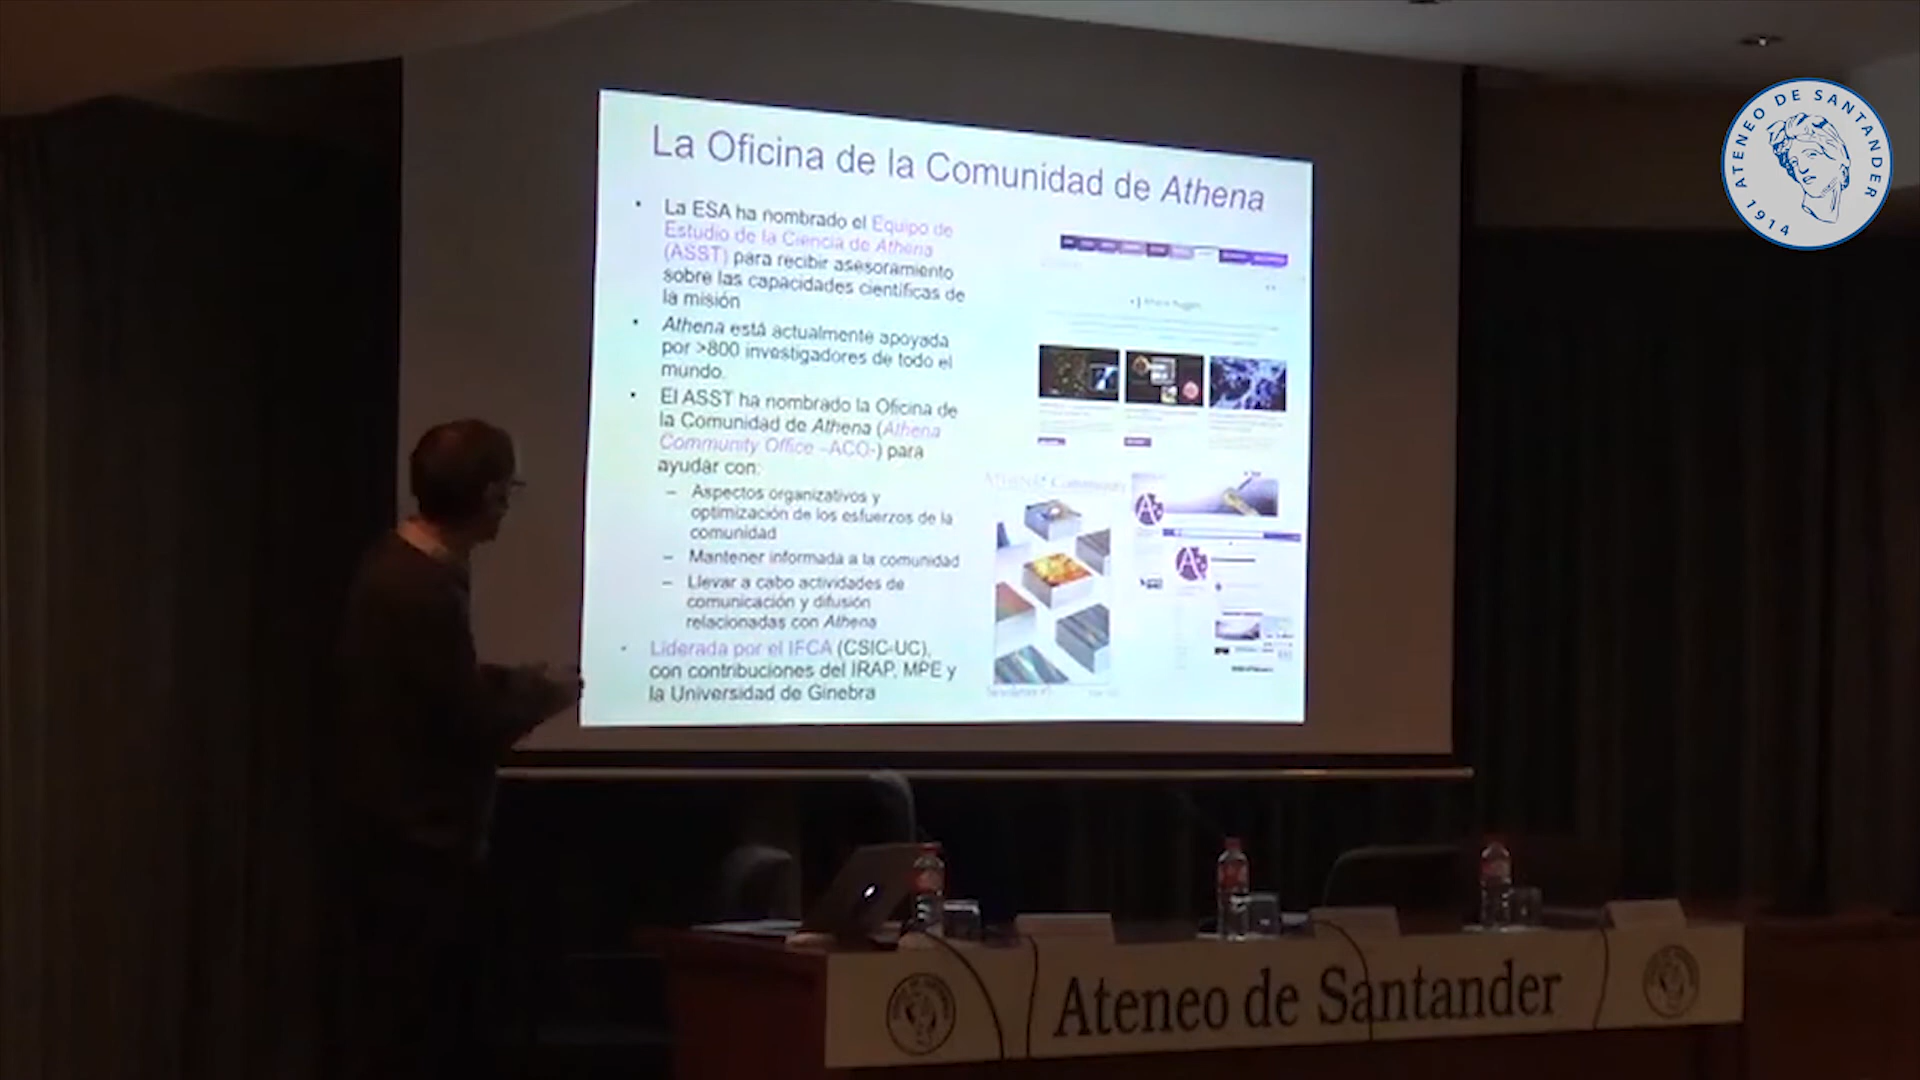 La Oficina de la Comunidad de Athena
• La ESA ha nombrado el Equipo de
Estudio de la Ciencia de Athena
(ASST) para recibir asesoramiento
sobre las capacidades científicas de
la misión
• Athena está actualmente apoyada
por >800 investigadores de todo el
mundo.
• El ASST ha nombrado la Oficina de
la Comunidad de Athena (Athena
Community Office –ACO-) para
ayudar con:
– Aspectos organizativos y
optimización de los esfuerzos de la
comunidad
– Mantener informada a la comunidad
– Llevar a cabo actividades de
comunicación y difusión
relacionadas con Athena
• Liderada por el IFCA (CSIC-UC),
con contribuciones del IRAP, MPE y
la Universidad de Ginebra
ATENEO DE SANTANDER
1914
Ateneo de Santander